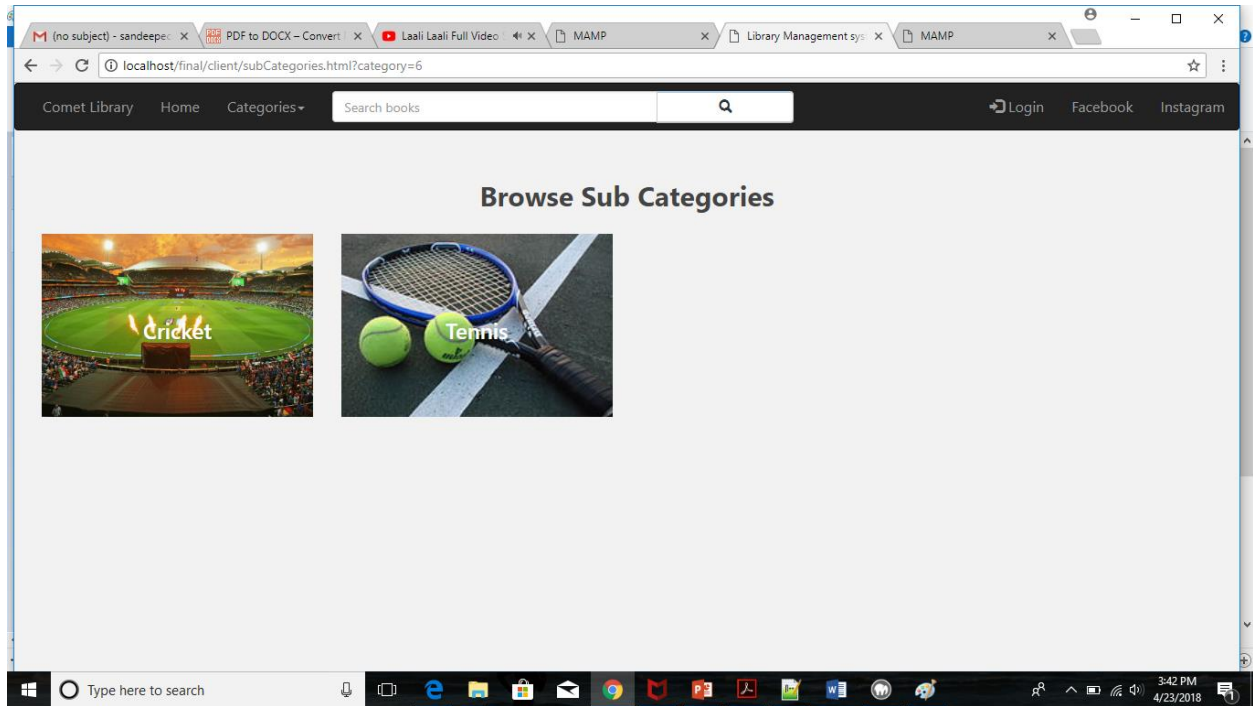 (no subject) - sandeepec
PDF to DOCX – Convert
Laali Laali Full Video
MAMP
Library Management sys
MAMP
localhost/final/client/subCategories.html?category=6
Comet Library Home Categories Search books Login Facebook Instagram
Browse Sub Categories
Cricket
Tennis
Type here to search
3:42 PM
4/23/2018